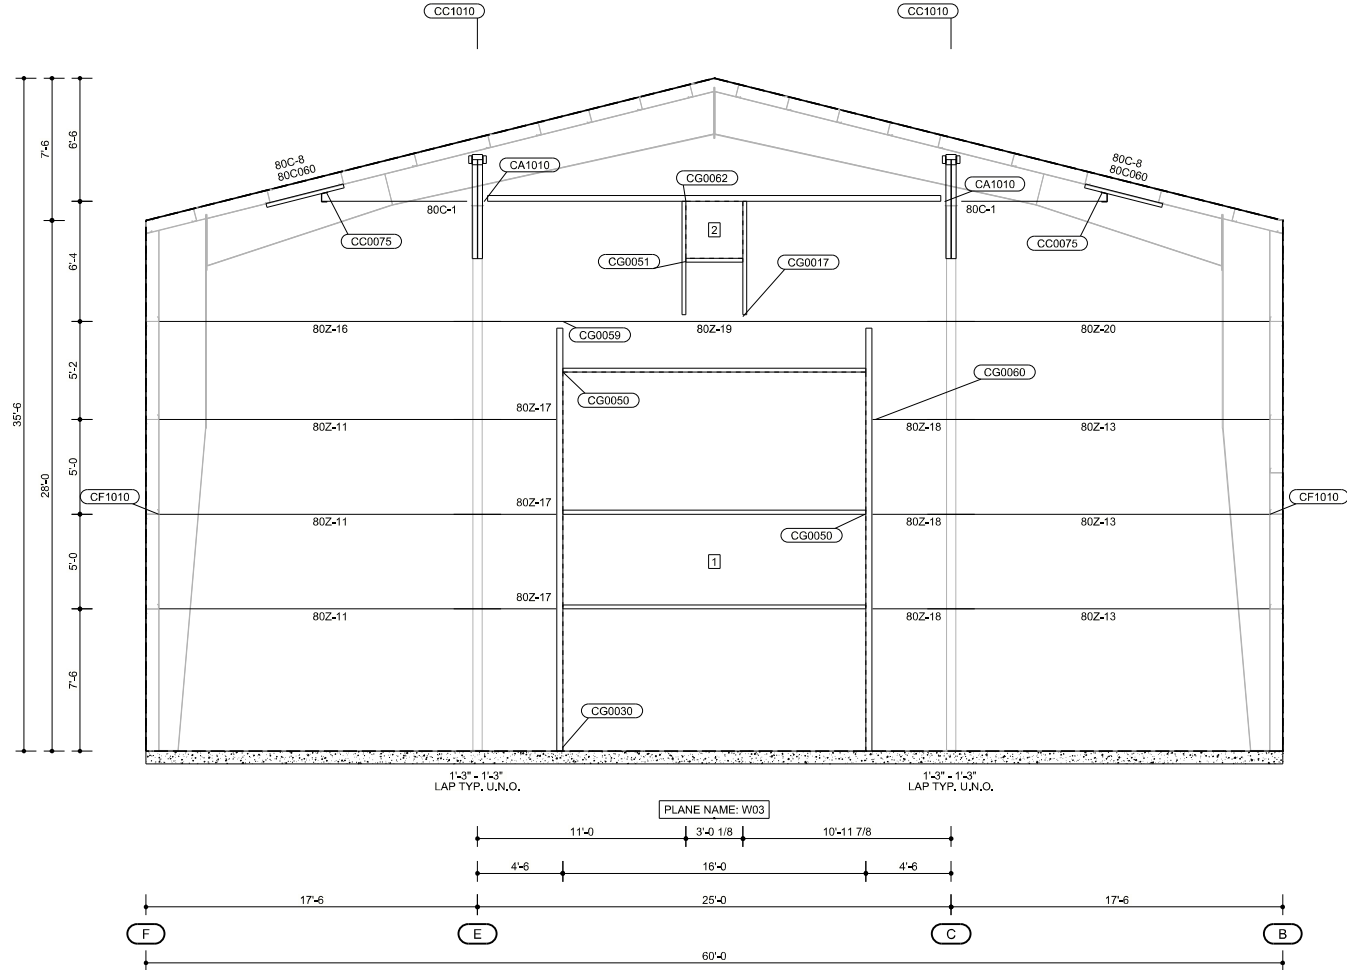 CC1010
CC1010
7'-6
6'-6
80C-8
80C060
CA1010
CG0062
CA1010
80C-8
80C060
80C-1
80C-1
CC0075
2
CC0075
6'-4
CG0051
CG0017
80Z-16
CG0059
80Z-19
80Z-20
5'-2
CG0060
CG0050
35'-6
80Z-17
80Z-11
80Z-18
80Z-13
28'-0
5'-0
CF1010
80Z-17
CF1010
80Z-11
CG0050
80Z-18
80Z-13
5'-0
1
80Z-17
80Z-11
80Z-18
80Z-13
7'-6
CG0030
1'-3" - 1'-3"
LAP TYP. U.N.O.
1'-3" - 1'-3"
LAP TYP. U.N.O.
PLANE NAME: W03
11'-0
3'-0 1/8
10'-11 7/8
4'-6
16'-0
4'-6
17'-6
25'-0
17'-6
F
E
C
B
60'-0